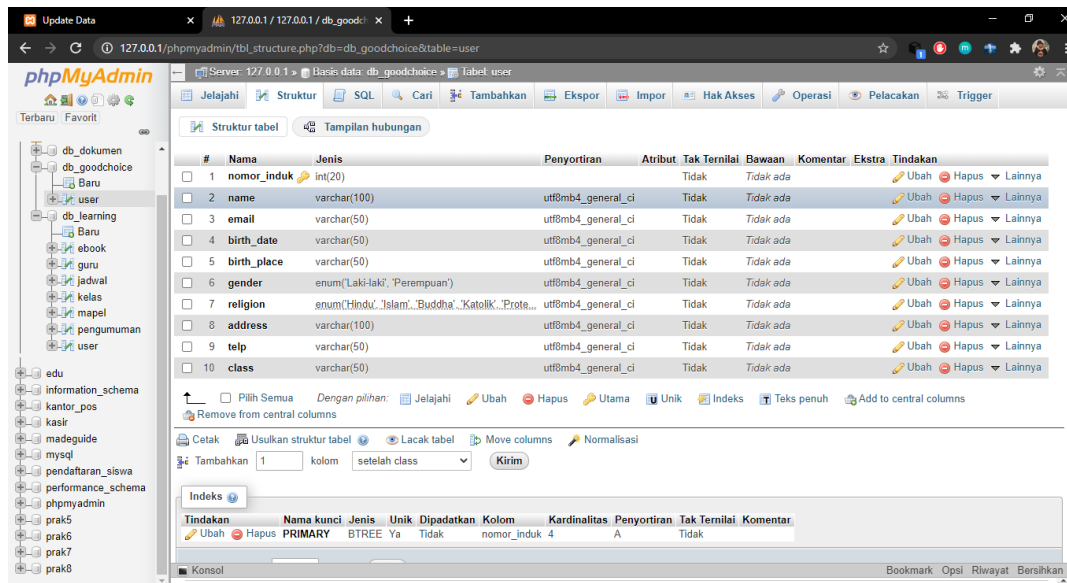 Update Data
127.0.0.1 / 127.0.0.1 / db_goodch
127.0.0.1/phpmyadmin/tbl_structure.php?db=db_goodchoice&table=user
phpMyAdmin
Terbaru Favorit
db_dokumen
db_goodchoice
Baru
user
db_learning
Baru
ebook
guru
jadwal
kelas
mapel
pengumuman
user
edu
information_schema
kantor_pos
kasir
madeguide
mysql
pendaftaran_siswa
performance_schema
phpmyadmin
prak5
prak6
prak7
prak8
Server: 127.0.0.1 » Basis data: db_goodchoice » Tabel: user
Jelajahi Struktur SQL Cari Tambahkan Ekspor Impor Hak Akses Operasi Pelacakan Trigger
Struktur tabel Tampilan hubungan
# Nama Jenis Penyortiran Atribut Tak Ternilai Bawaan Komentar Ekstra Tindakan
1 nomor_induk int(20) Tidak Tidak ada Ubah Hapus Lainnya
2 name varchar(100) utf8mb4_general_ci Tidak Tidak ada Ubah Hapus Lainnya
3 email varchar(50) utf8mb4_general_ci Tidak Tidak ada Ubah Hapus Lainnya
4 birth_date varchar(50) utf8mb4_general_ci Tidak Tidak ada Ubah Hapus Lainnya
5 birth_place varchar(50) utf8mb4_general_ci Tidak Tidak ada Ubah Hapus Lainnya
6 gender enum('Laki-laki', 'Perempuan') utf8mb4_general_ci Tidak Tidak ada Ubah Hapus Lainnya
7 religion enum('Hindu', 'Islam', 'Buddha', 'Katolik', 'Prote... utf8mb4_general_ci Tidak Tidak ada Ubah Hapus Lainnya
8 address varchar(100) utf8mb4_general_ci Tidak Tidak ada Ubah Hapus Lainnya
9 telp varchar(50) utf8mb4_general_ci Tidak Tidak ada Ubah Hapus Lainnya
10 class varchar(50) utf8mb4_general_ci Tidak Tidak ada Ubah Hapus Lainnya
Pilih Semua Dengan pilihan: Jelajahi Ubah Hapus Utama Unik Indeks Teks penuh Add to central columns
Remove from central columns
Cetak Usulkan struktur tabel Lacak tabel Move columns Normalisasi
Tambahkan 1 kolom setelah class Kirim
Indeks
Tindakan Nama kunci Jenis Unik Dipadatkan Kolom Kardinalitas Penyortiran Tak Ternilai Komentar
Ubah Hapus PRIMARY BTREE Ya Tidak nomor_induk 4 A Tidak
Konsol Bookmark Opsi Riwayat Bersihkan